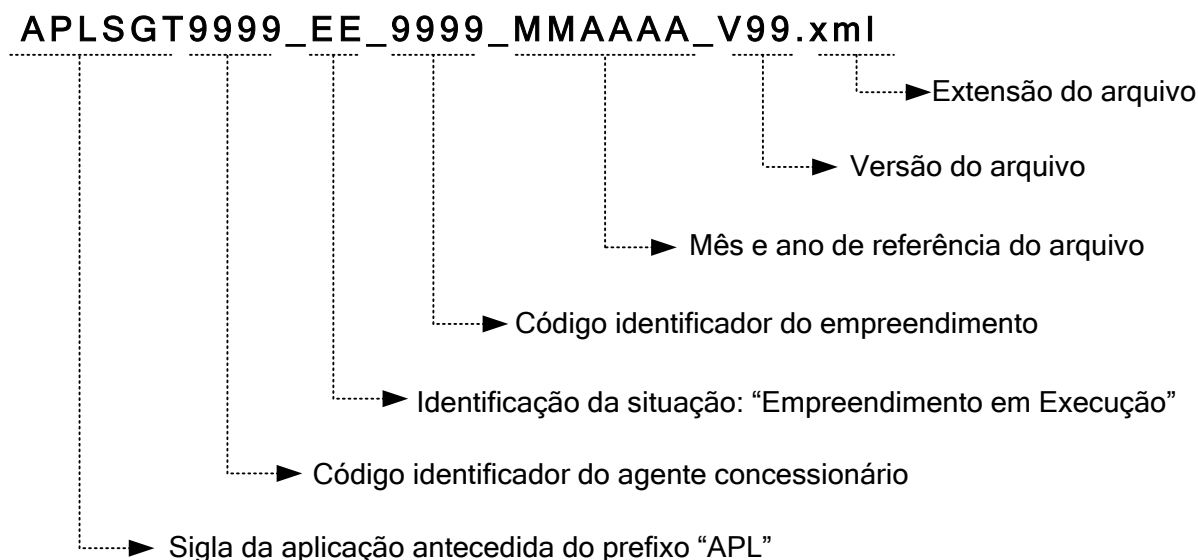 APLSGT9999_EE_9999_MMAAAA_V99.xml
Extensão do arquivo
Versão do arquivo
Mês e ano de referência do arquivo
Código identificador do empreendimento
Identificação da situação: “Empreendimento em Execução”
Código identificador do agente concessionário
Sigla da aplicação antecedida do prefixo “APL”